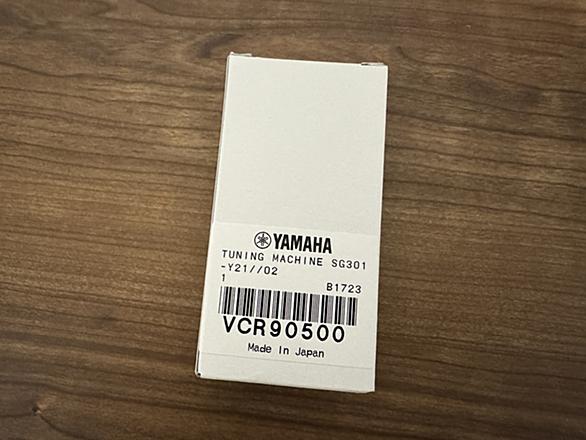 YAMAHA
TUNING MACHINE SG301
-Y21//02
1 B1723
VCR90500
Made In Japan